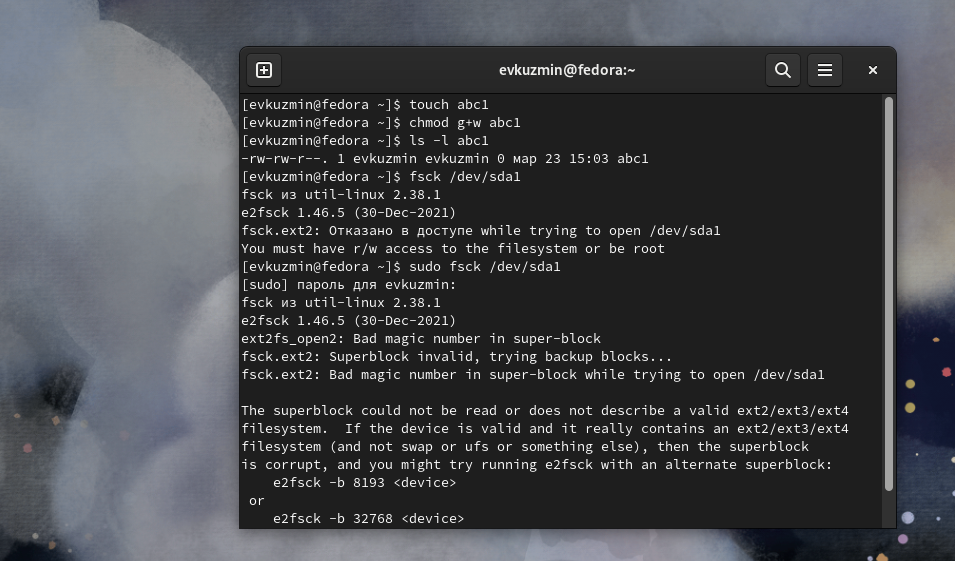 evkuzmin@fedora:~
[evkuzmin@fedora ~]$ touch abc1
[evkuzmin@fedora ~]$ chmod g+w abc1
[evkuzmin@fedora ~]$ ls -l abc1
-rw-rw-r--. 1 evkuzmin evkuzmin 0 мар 23 15:03 abc1
[evkuzmin@fedora ~]$ fsck /dev/sda1
fsck из util-linux 2.38.1
e2fsck 1.46.5 (30-Dec-2021)
fsck.ext2: Отказано в доступе while trying to open /dev/sda1
You must have r/w access to the filesystem or be root
[evkuzmin@fedora ~]$ sudo fsck /dev/sda1
[sudo] пароль для evkuzmin:
fsck из util-linux 2.38.1
e2fsck 1.46.5 (30-Dec-2021)
ext2fs_open2: Bad magic number in super-block
fsck.ext2: Superblock invalid, trying backup blocks...
fsck.ext2: Bad magic number in super-block while trying to open /dev/sda1
The superblock could not be read or does not describe a valid ext2/ext3/ext4
filesystem.  If the device is valid and it really contains an ext2/ext3/ext4
filesystem (and not swap or ufs or something else), then the superblock
is corrupt, and you might try running e2fsck with an alternate superblock:
    e2fsck -b 8193 <device>
 or
    e2fsck -b 32768 <device>